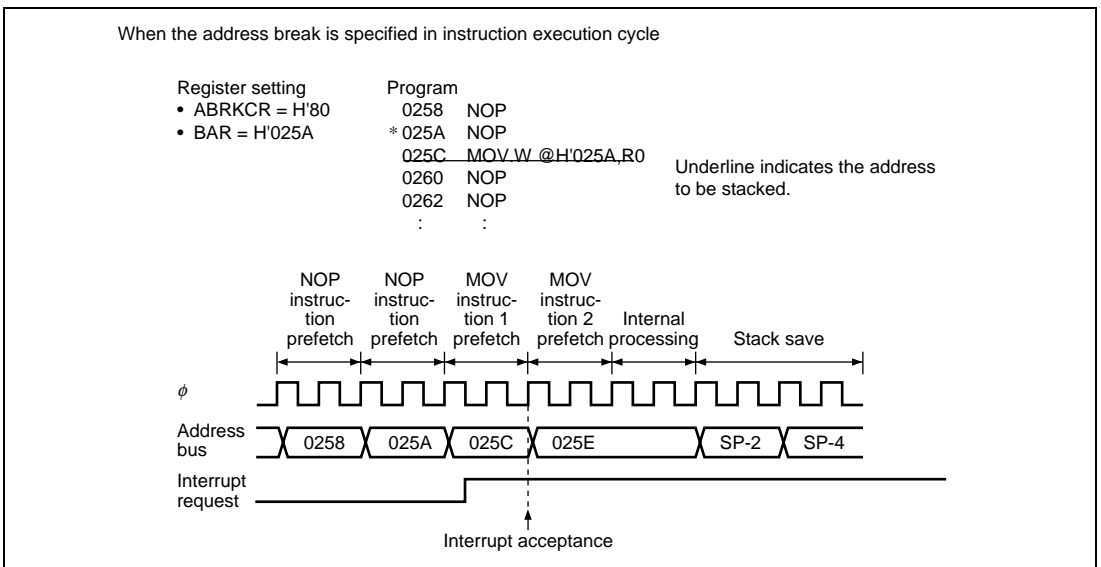 When the address break is specified in instruction execution cycle
Register setting
• ABRKCR = H'80
• BAR = H'025A
Program
0258 NOP
* 025A NOP
025C MOV.W @H'025A,R0
0260 NOP
0262 NOP
: :
Underline indicates the address
to be stacked.
NOP
instruc-
tion
prefetch
NOP
instruc-
tion
prefetch
MOV
instruc-
tion 1
prefetch
MOV
instruc-
tion 2
prefetch
Internal
processing
Stack save
φ
Address
bus
0258 025A 025C 025E SP-2 SP-4
Interrupt
request
Interrupt acceptance